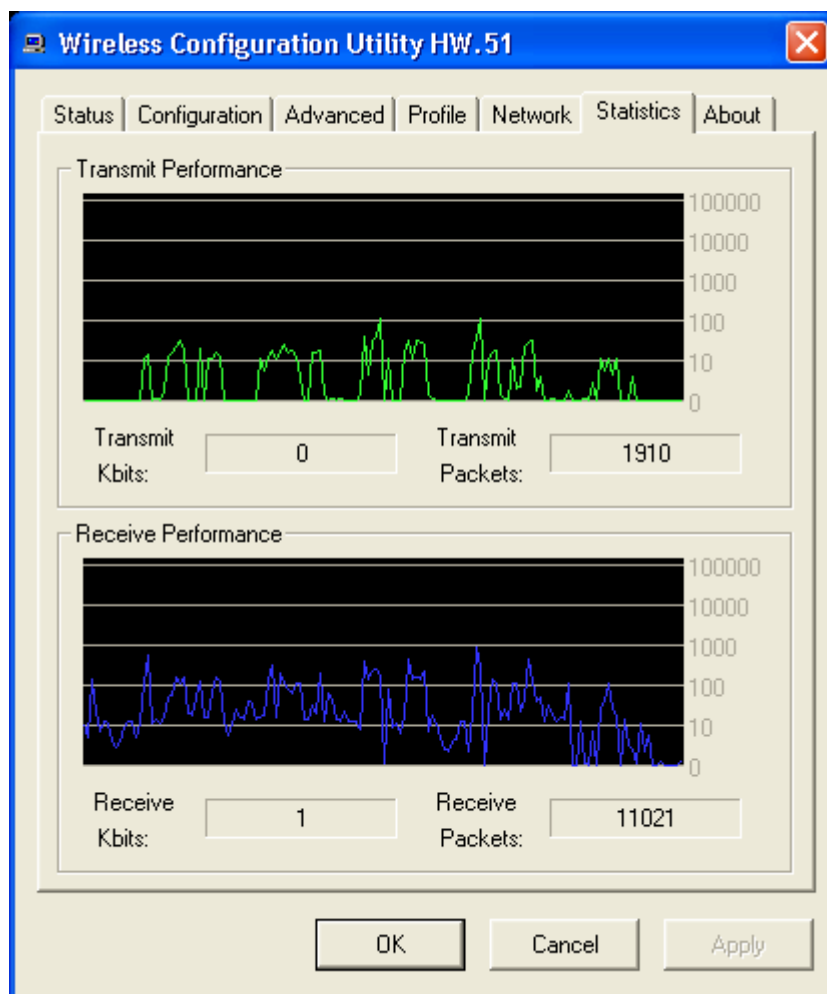 Wireless Configuration Utility HW.51
Status Configuration Advanced Profile Network Statistics About
Transmit Performance
100000
10000
1000
100
10
0
Transmit Kbits:
0
Transmit Packets:
1910
Receive Performance
100000
10000
1000
100
10
0
Receive Kbits:
1
Receive Packets:
11021
OK Cancel Apply